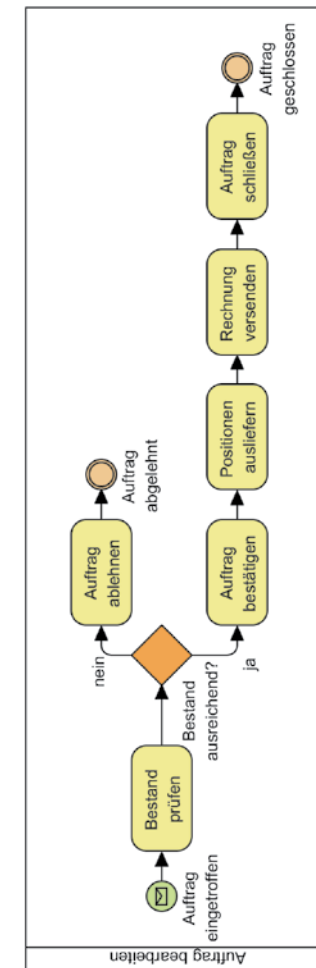 Auftrag bearbeiten
Auftrag
eingetroffen
Bestand
prüfen
Bestand
ausreichend?
nein
Auftrag
ablehnen
Auftrag
abgelehnt
ja
Auftrag
bestätigen
Positionen
ausliefern
Rechnung
versenden
Auftrag
schließen
Auftrag
geschlossen